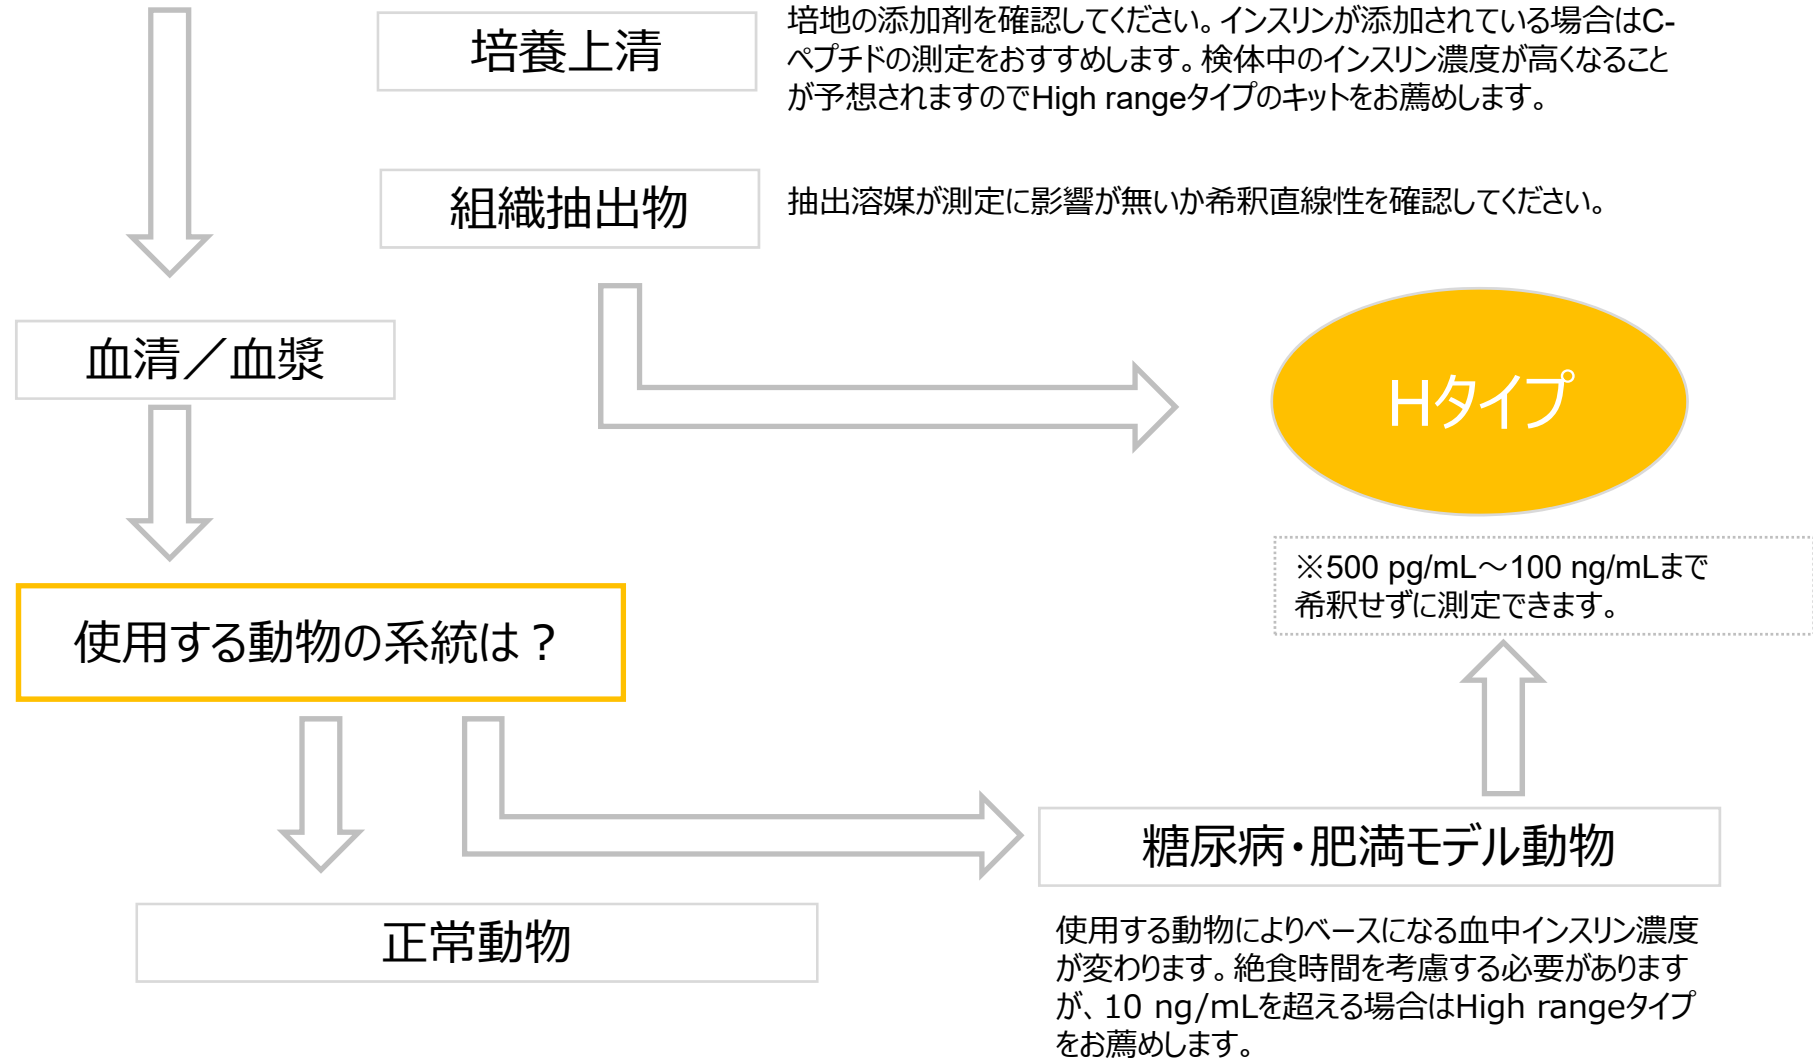 培養上清
培地の添加剤を確認してください。インスリンが添加されている場合はC-
ペプチドの測定をおすすめします。検体中のインスリン濃度が高くなること
が予想されますのでHigh rangeタイプのキットをお薦めします。
組織抽出物
抽出溶媒が測定に影響が無いか希釈直線性を確認してください。
血清／血漿
Hタイプ
※500 pg/mL～100 ng/mLまで
希釈せずに測定できます。
使用する動物の系統は？
糖尿病・肥満モデル動物
正常動物
使用する動物によりベースになる血中インスリン濃度
が変わります。絶食時間を考慮する必要があります
が、10 ng/mLを超える場合はHigh rangeタイプ
をお薦めします。